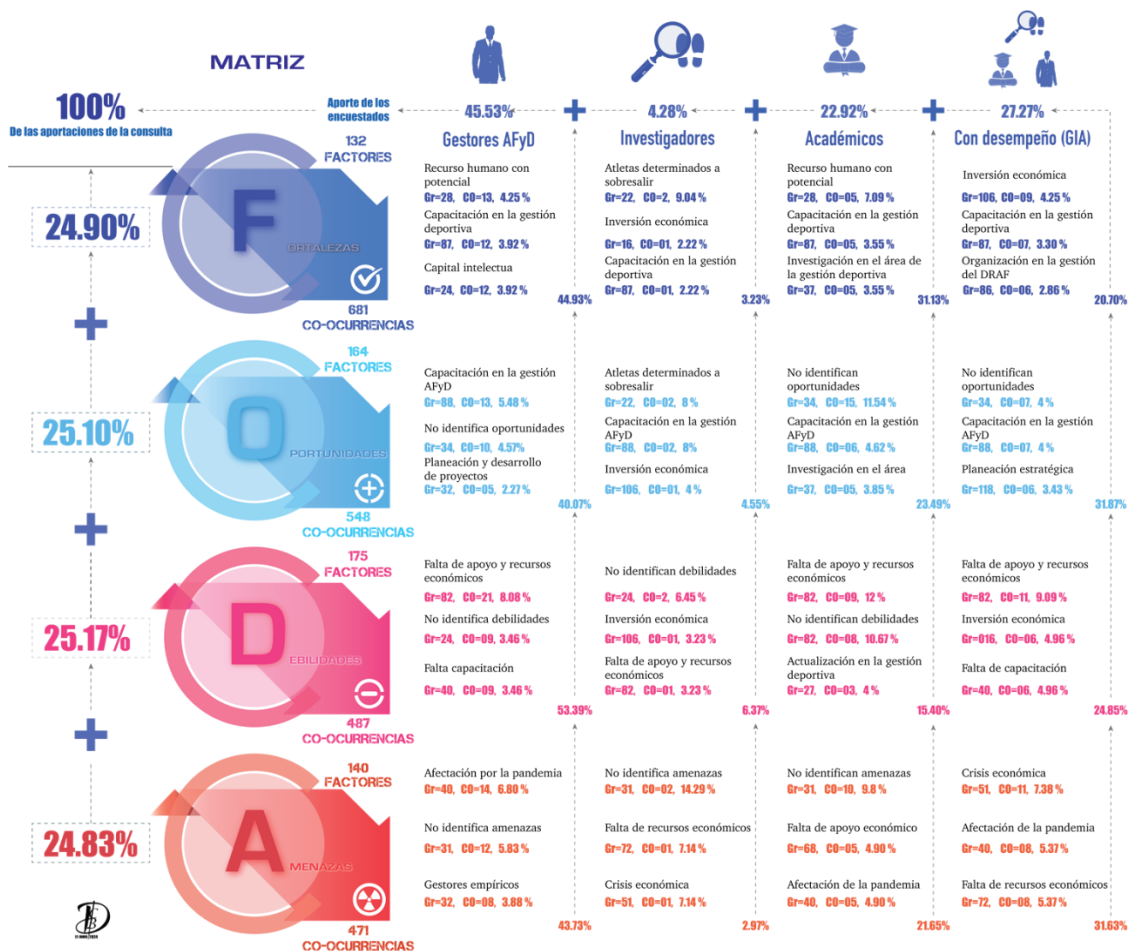 MATRIZ
100%
De las aportaciones de la consulta
Aporte de los
encuestados
45.53%
4.28%
22.92%
27.27%
Gestores AFyD
Investigadores
Académicos
Con desempeño (GIA)
24.90%
132
FACTORES
F
ORTALEZAS
681
CO-OCURRENCIAS
Recurso humano con
potencial
Gr=28, CO=13, 4.25 %
Capacitación en la gestión
deportiva
Gr=87, CO=12, 3.92 %
Capital intelectua
Gr=24, CO=12, 3.92 %
44.93%
Atletas determinados a
sobresalir
Gr=22, CO=2, 9.04 %
Inversión económica
Gr=16, CO=01, 2.22 %
Capacitación en la gestión
deportiva
Gr=87, CO=01, 2.22 %
3.23%
Recurso humano con
potencial
Gr=28, CO=05, 7.09 %
Capacitación en la gestión
deportiva
Gr=87, CO=05, 3.55 %
Investigación en el área de
la gestión deportiva
Gr=37, CO=05, 3.55 %
31.13%
Inversión económica
Gr=106, CO=09, 4.25 %
Capacitación en la gestión
deportiva
Gr=87, CO=07, 3.30 %
Organización en la gestión
del DRAF
Gr=86, CO=06, 2.86 %
20.70%
25.10%
164
FACTORES
O
PORTUNIDADES
548
CO-OCURRENCIAS
Capacitación en la gestión
AFyD
Gr=88, CO=13, 5.48 %
No identifica oportunidades
Gr=34, CO=10, 4.57%
Planeación y desarrollo
de proyectos
Gr=32, CO=05, 2.27 %
40.07%
Atletas determinados a
sobresalir
Gr=22, CO=02, 8 %
Capacitación en la gestión
AFyD
Gr=88, CO=02, 8%
Inversión económica
Gr=106, CO=01, 4 %
4.55%
No identifican
oportunidades
Gr=34, CO=15, 11.54 %
Capacitación en la gestión
AFyD
Gr=88, CO=06, 4.62 %
Investigación en el área
Gr=37, CO=05, 3.85 %
23.49%
No identifican
oportunidades
Gr=34, CO=07, 4 %
Capacitación en la gestión
AFyD
Gr=88, CO=07, 4 %
Planeación estratégica
Gr=118, CO=06, 3.43 %
31.87%
25.17%
175
FACTORES
D
EBILIDADES
487
CO-OCURRENCIAS
Falta de apoyo y recursos
económicos
Gr=82, CO=21, 8.08 %
No identifica debilidades
Gr=24, CO=09, 3.46 %
Falta capacitación
Gr=40, CO=09, 3.46 %
53.39%
No identifican debilidades
Gr=24, CO=2, 6.45 %
Inversión económica
Gr=106, CO=01, 3.23 %
Falta de apoyo y recursos
económicos
Gr=82, CO=01, 3.23 %
6.37%
Falta de apoyo y recursos
económicos
Gr=82, CO=09, 12 %
No identifican debilidades
Gr=82, CO=08, 10.67 %
Actualización en la gestión
deportiva
Gr=27, CO=03, 4 %
15.40%
Falta de apoyo y recursos
económicos
Gr=82, CO=11, 9.09 %
Inversión económica
Gr=016, CO=06, 4.96 %
Falta de capacitación
Gr=40, CO=06, 4.96 %
24.85%
24.83%
140
FACTORES
A
MENAZAS
471
CO-OCURRENCIAS
Afectación por la pandemia
Gr=40, CO=14, 6.80 %
No identifica amenazas
Gr=31, CO=12, 5.83 %
Gestores empíricos
Gr=32, CO=08, 3.88 %
43.73%
No identifica amenazas
Gr=31, CO=02, 14.29 %
Falta de recursos económicos
Gr=72, CO=01, 7.14 %
Crisis económica
Gr=51, CO=01, 7.14 %
2.97%
No identifican amenazas
Gr=31, CO=10, 9.8 %
Falta de apoyo económico
Gr=68, CO=05, 4.90 %
Afectación de la pandemia
Gr=40, CO=05, 4.90 %
21.65%
Crisis económica
Gr=51, CO=11, 7.38 %
Afectación de la pandemia
Gr=40, CO=08, 5.37 %
Falta de recursos económicos
Gr=72, CO=08, 5.37 %
31.63%